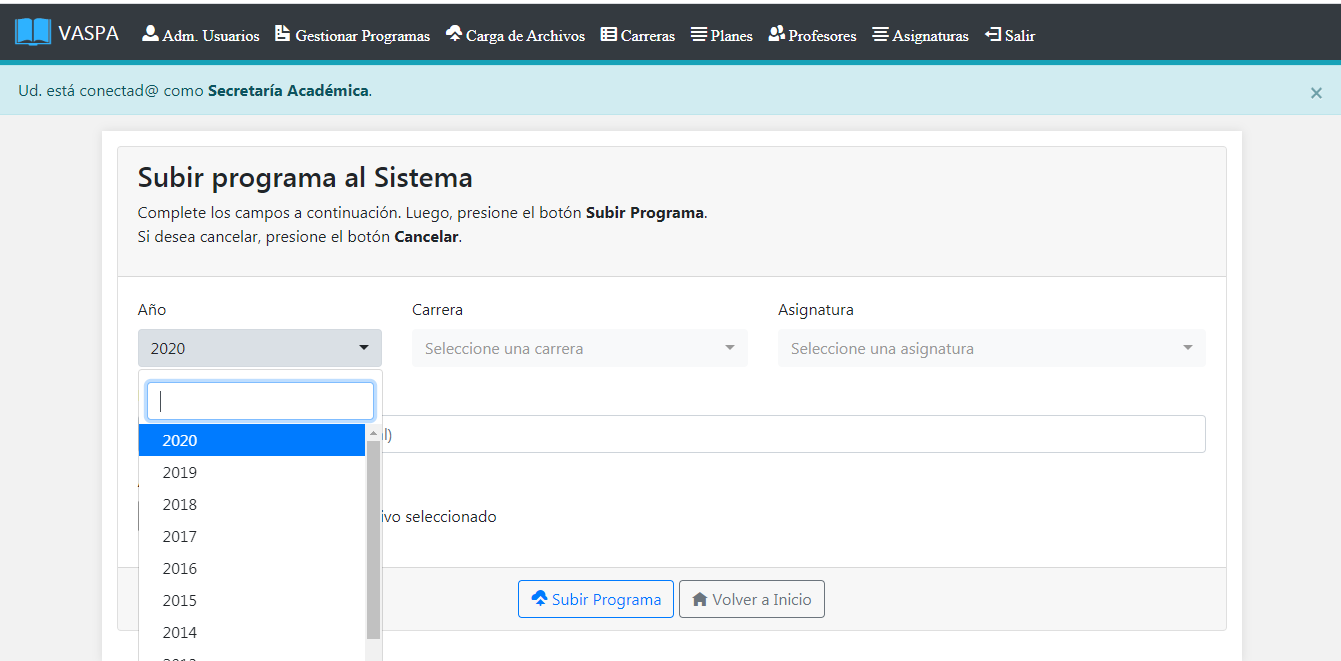 VASPA Adm. Usuarios Gestionar Programas Carga de Archivos Carreras Planes Profesores Asignaturas Salir
Ud. está conectad@ como Secretaría Académica. ×
Subir programa al Sistema
Complete los campos a continuación. Luego, presione el botón Subir Programa.
Si desea cancelar, presione el botón Cancelar.
Año Carrera Asignatura
2020 Seleccione una carrera Seleccione una asignatura
2020
2019
2018
2017
ivo seleccionado
2016
2015
Subir Programa Volver a Inicio
2014